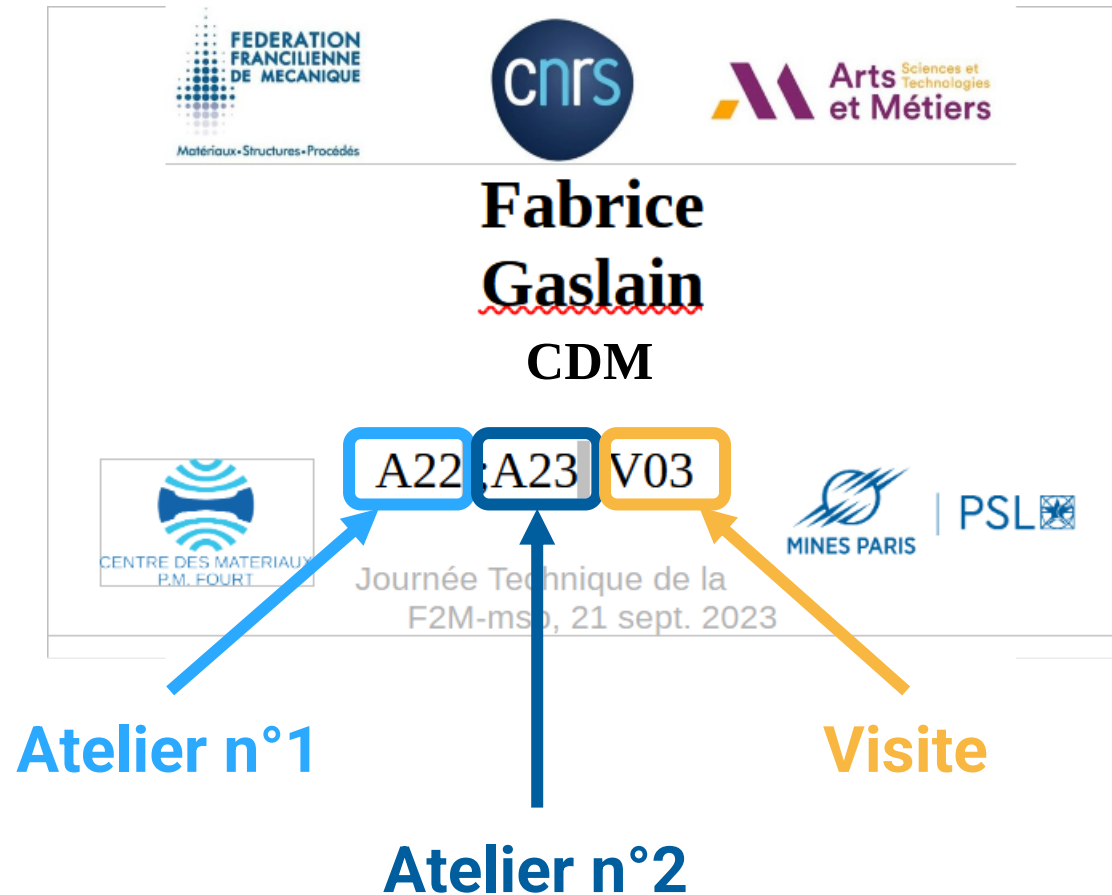 FEDERATION
FRANCILIENNE
DE MECANIQUE
Matériaux•Structures•Procédés
cnrs
Arts Sciences et Technologies
et Métiers
Fabrice
Gaslain
CDM
A22 ;A23 V03
CENTRE DES MATERIAUX
P.M. FOURT
MINES PARIS
PSL
Journée Technique de la
F2M-msp, 21 sept. 2023
Atelier n°1
Visite
Atelier n°2